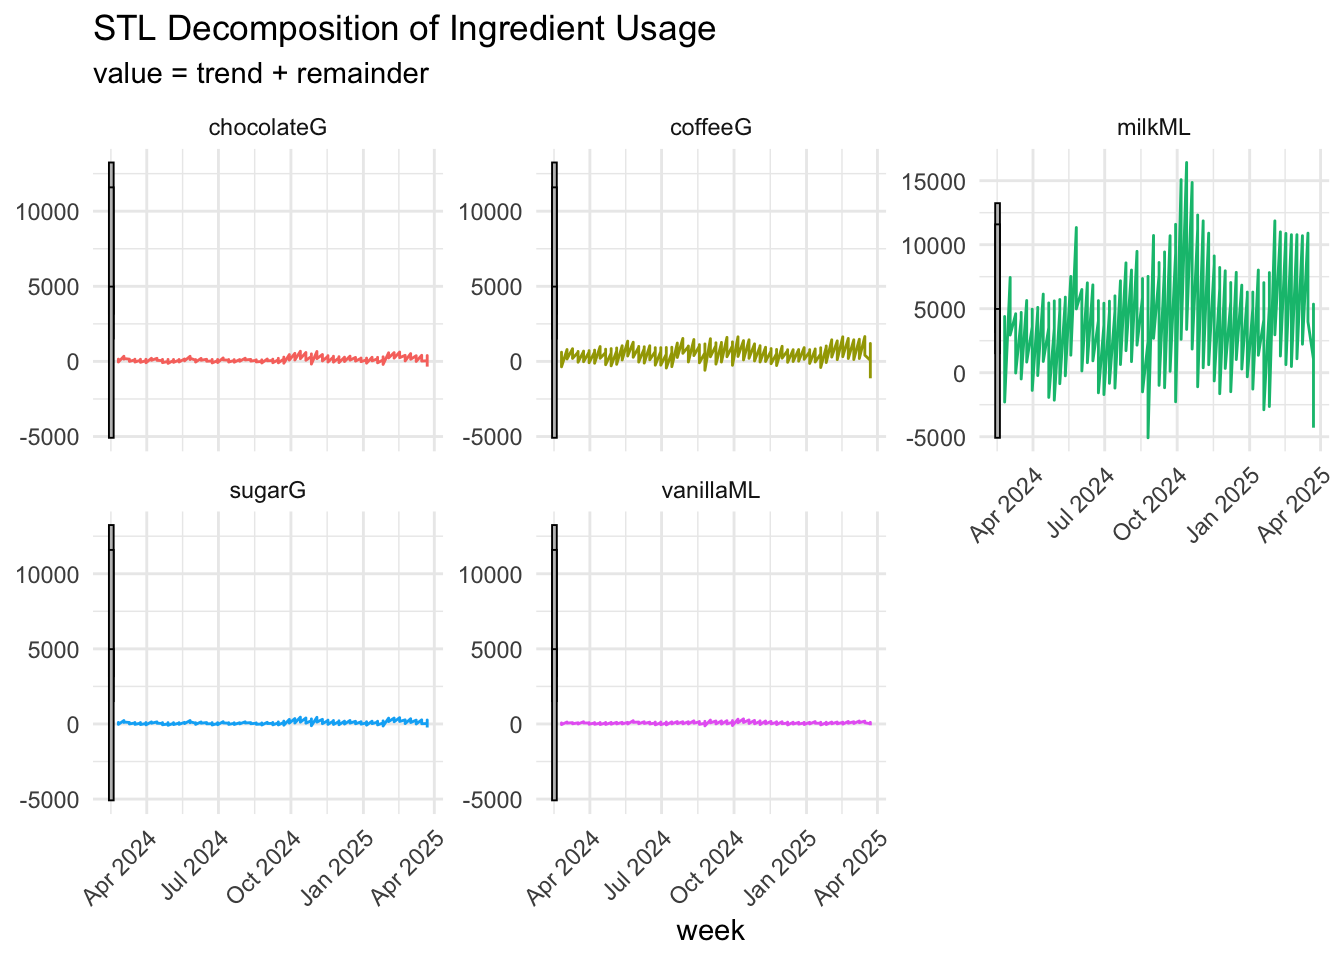 STL Decomposition of Ingredient Usage
value = trend + remainder
chocolateG
coffeeG
milkML
10000
5000
0
-5000
10000
5000
0
-5000
15000
10000
5000
0
-5000
Apr 2024
Jul 2024
Oct 2024
Jan 2025
Apr 2025
sugarG
vanillaML
10000
5000
0
-5000
10000
5000
0
-5000
Apr 2024
Jul 2024
Oct 2024
Jan 2025
Apr 2025
Apr 2024
Jul 2024
Oct 2024
Jan 2025
Apr 2025
week